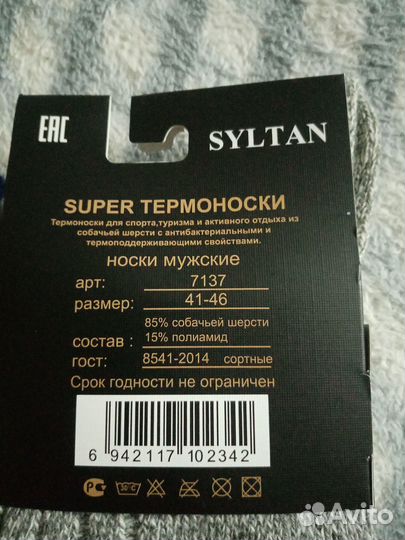 EAC
SYLTAN
SUPER ТЕРМОНОСКИ
Термоноски для спорта,туризма и активного отдыха из
собачьей шерсти с антибактериальными и
термоподдерживающими свойствами.
носки мужские
арт: 7137
размер: 41-46
85% собачьей шерсти
состав : 15% полиамид
гост: 8541-2014 сортные
Срок годности не ограничен
6 942117 102342
30°C
Avito